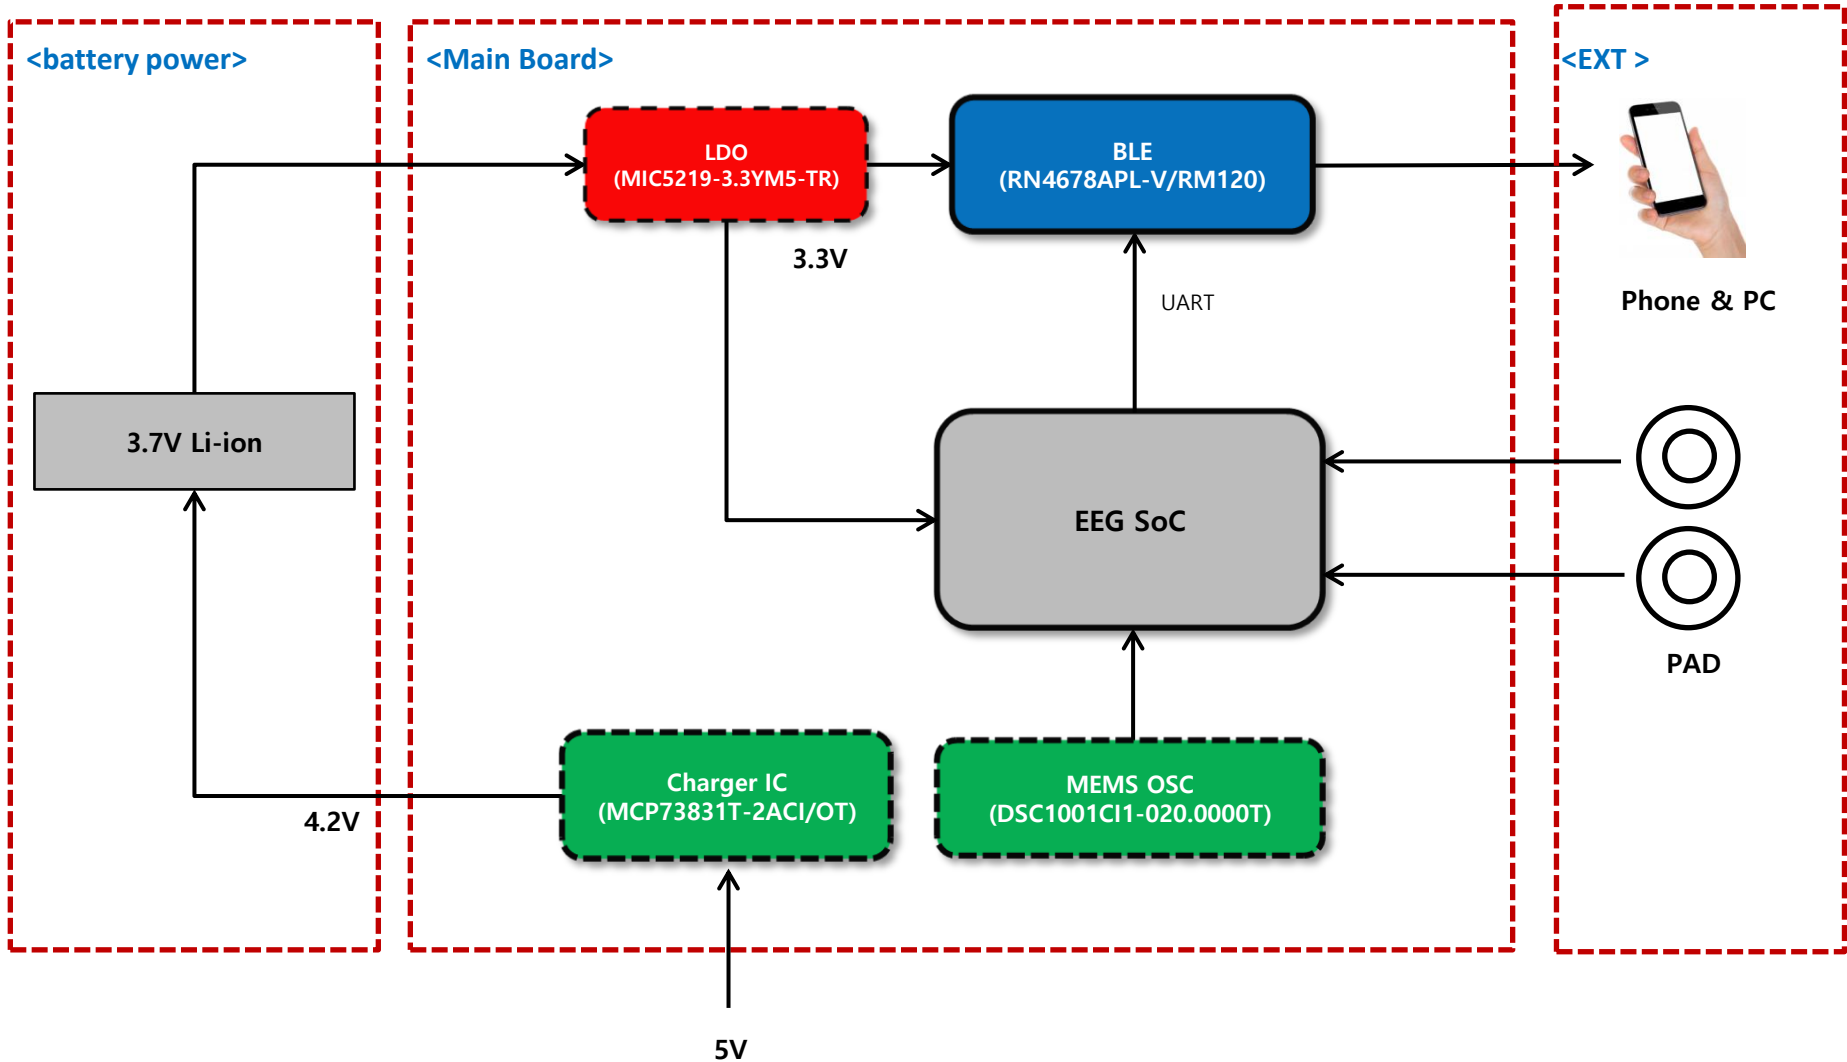 <battery power>
<Main Board>
<EXT >
LDO
(MIC5219-3.3YM5-TR)
BLE
(RN4678APL-V/RM120)
3.3V
UART
Phone & PC
3.7V Li-ion
EEG SoC
PAD
Charger IC
(MCP73831T-2ACI/OT)
MEMS OSC
(DSC1001CI1-020.0000T)
4.2V
5V